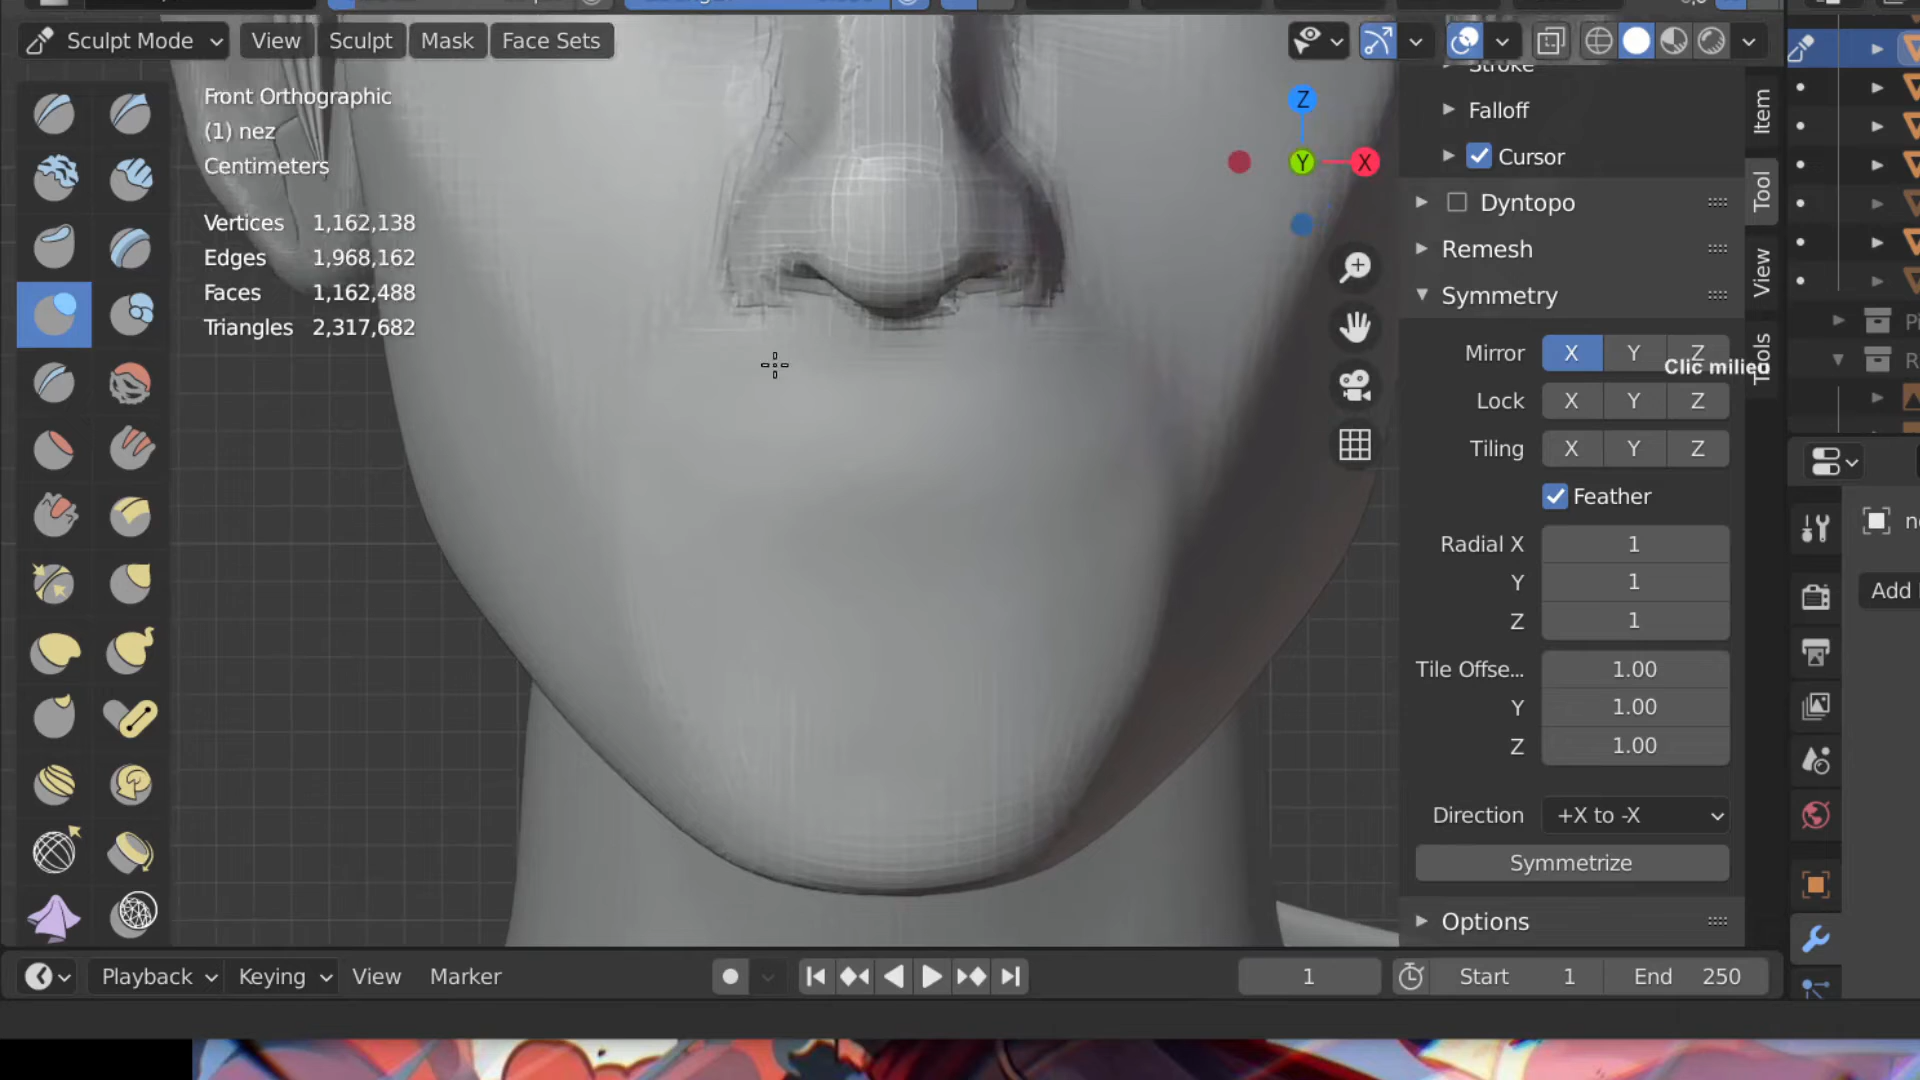 Sculpt Mode View Sculpt Mask Face Sets
Front Orthographic
(1) nez
Centimeters
Vertices 1,162,138
Edges 1,968,162
Faces 1,162,488
Triangles 2,317,682
Z
Y
X
Stroke
Falloff
Cursor
Dyntopo
Remesh
Symmetry
Mirror X Y Z
Clic milieu
Lock X Y Z
Tiling X Y Z
Feather
Radial X 1
Y 1
Z 1
Tile Offse... 1.00
Y 1.00
Z 1.00
Direction +X to -X
Symmetrize
Options
Item
Tool
View
Tools
Add
Playback Keying View Marker
1
Start 1
End 250